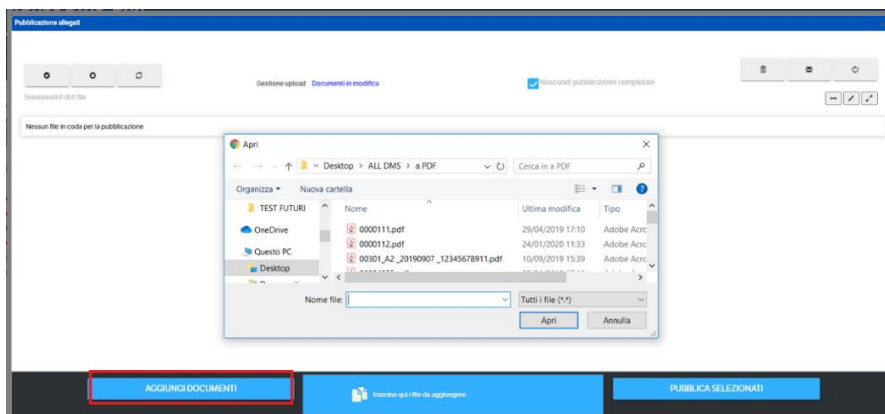 Pubblicazione allegati
Gestione upload Documenti in modifica
Nascondi pubblicazioni completate
Selezionati 0 di 0 file
Nessun file in coda per la pubblicazione
Apri
Desktop > ALL DMS > a PDF
Cerca in a PDF
Organizza
Nuova cartella
TEST FUTURI
OneDrive
Questo PC
Desktop
Nome Ultima modifica Tipo
0000111.pdf 29/04/2019 17:10 Adobe Acrc
0000112.pdf 24/01/2020 11:33 Adobe Acrc
00301_A2 _20190907 _12345678911.pdf 10/09/2019 15:39 Adobe Acrc
Nome file:
Tutti i file (*.*)
Apri Annulla
AGGIUNGI DOCUMENTI
trascina qui i file da aggiungere
PUBBLICA SELEZIONATI